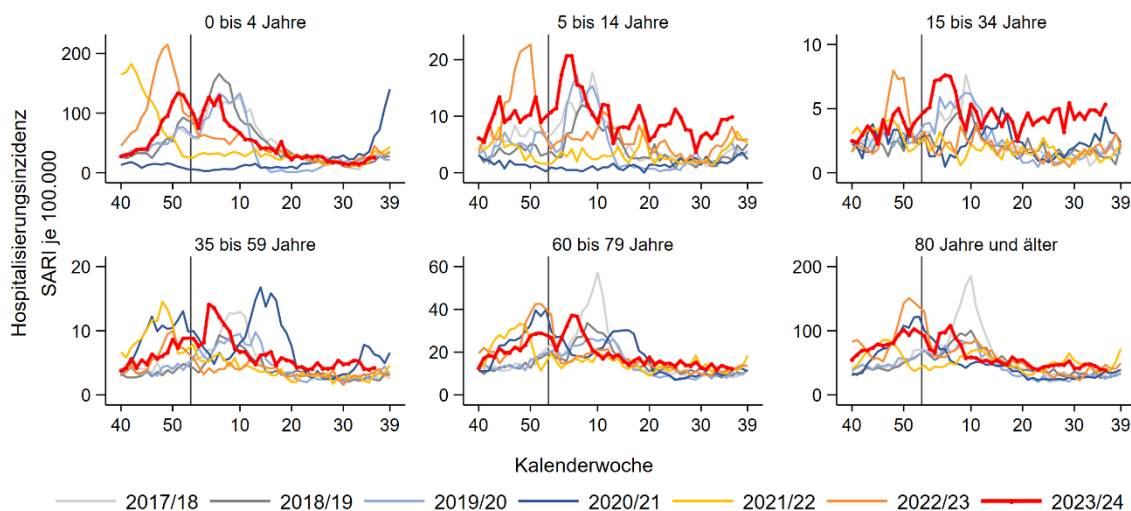 0 bis 4 Jahre
5 bis 14 Jahre
15 bis 34 Jahre
Hospitalisierungsinzidenz
SARI je 100.000
200
100
0
40 50 10 20 30 39
20
10
0
40 50 10 20 30 39
10
5
0
40 50 10 20 30 39
35 bis 59 Jahre
60 bis 79 Jahre
80 Jahre und älter
20
10
0
40 50 10 20 30 39
60
40
20
0
40 50 10 20 30 39
200
100
0
40 50 10 20 30 39
Kalenderwoche
2017/18 2018/19 2019/20 2020/21 2021/22 2022/23 2023/24